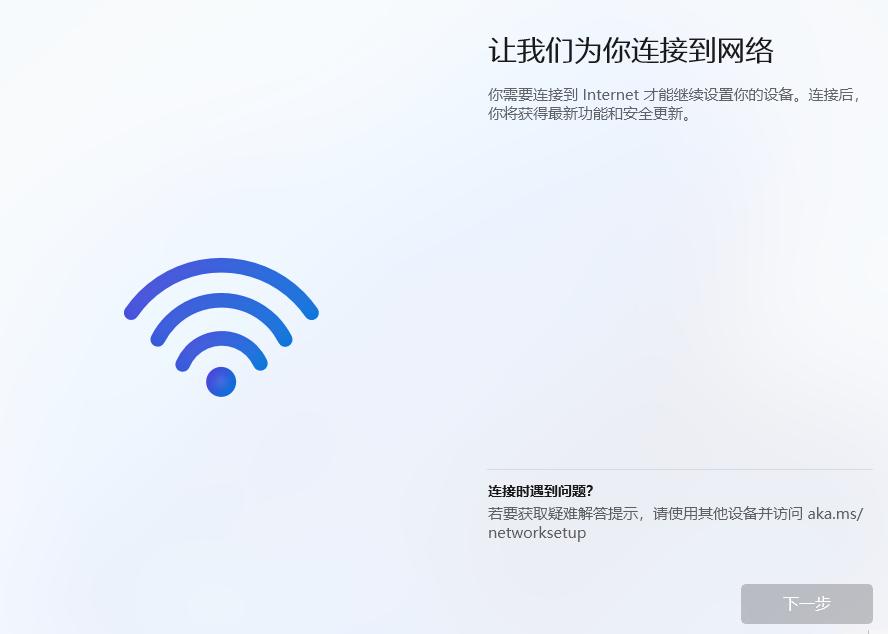 让我们为你连接到网络
你需要连接到 Internet 才能继续设置你的设备。连接后，
你将获得最新功能和安全更新。
连接时遇到问题?
若要获取疑难解答提示，请使用其他设备并访问 aka.ms/
networksetup
下一步